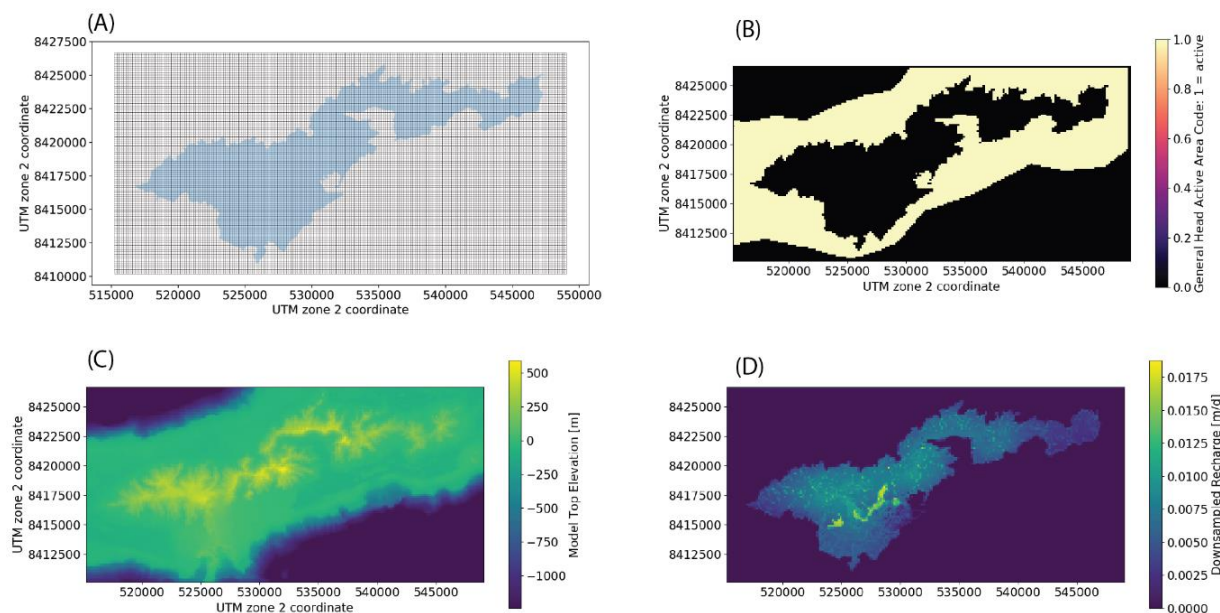 (A)
8427500
8425000
8422500
8420000
8417500
8415000
8412500
8410000
UTM zone 2 coordinate
515000 520000 525000 530000 535000 540000 545000 550000
UTM zone 2 coordinate
(B)
8425000
8422500
8420000
8417500
8415000
8412500
UTM zone 2 coordinate
520000 525000 530000 535000 540000 545000
UTM zone 2 coordinate
1.0
0.8
0.6
0.4
0.2
0.0
General Head Active Area Code: 1 = active
(C)
8425000
8422500
8420000
8417500
8415000
8412500
UTM zone 2 coordinate
520000 525000 530000 535000 540000 545000
UTM zone 2 coordinate
500
250
0
−250
−500
−750
−1000
Model Top Elevation [m]
(D)
8425000
8422500
8420000
8417500
8415000
8412500
UTM zone 2 coordinate
520000 525000 530000 535000 540000 545000
UTM zone 2 coordinate
0.0175
0.0150
0.0125
0.0100
0.0075
0.0050
0.0025
0.0000
Downsampled Recharge [m/d]